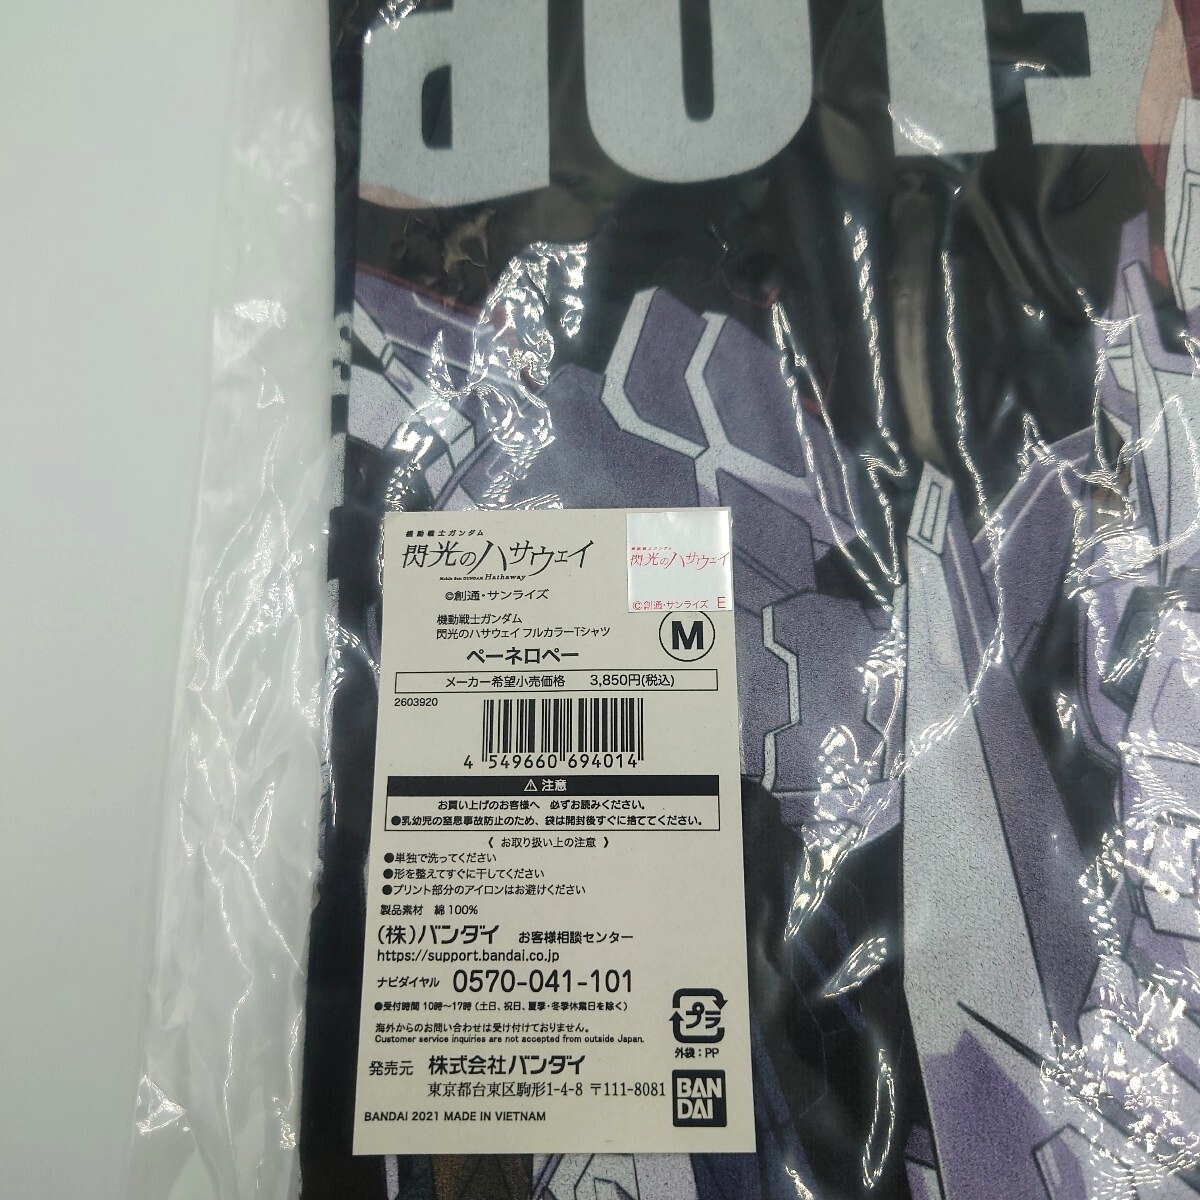 ELOP
機動戦士ガンダム
閃光のハサウェイ
Mobile Suit GUNDAM Hathaway
©創通・サンライズ
機動戦士ガンダム
閃光のハサウェイ
©創通・サンライズ E
機動戦士ガンダム
閃光のハサウェイ フルカラーTシャツ
ペーネロペー
M
メーカー希望小売価格 3,850円(税込)
2603920
4 549660 694014
⚠ 注意
お買い上げのお客様へ 必ずお読みください。
●乳幼児の窒息事故防止のため、袋は開封後すぐに捨ててください。
《 お取り扱い上の注意 》
●単独で洗ってください
●形を整えてすぐに干してください
●プリント部分のアイロンはお避けください
製品素材 綿 100%
(株)バンダイ お客様相談センター
https://support.bandai.co.jp
ナビダイヤル 0570-041-101
●受付時間 10時〜17時 (土日、祝日、夏季・冬季休業日を除く)
海外からのお問い合わせは受け付けておりません。
Customer service inquiries are not accepted from outside Japan.
プラ
外袋:PP
発売元 株式会社バンダイ
東京都台東区駒形1-4-8 〒111-8081
BAN
DAI
BANDAI 2021 MADE IN VIETNAM